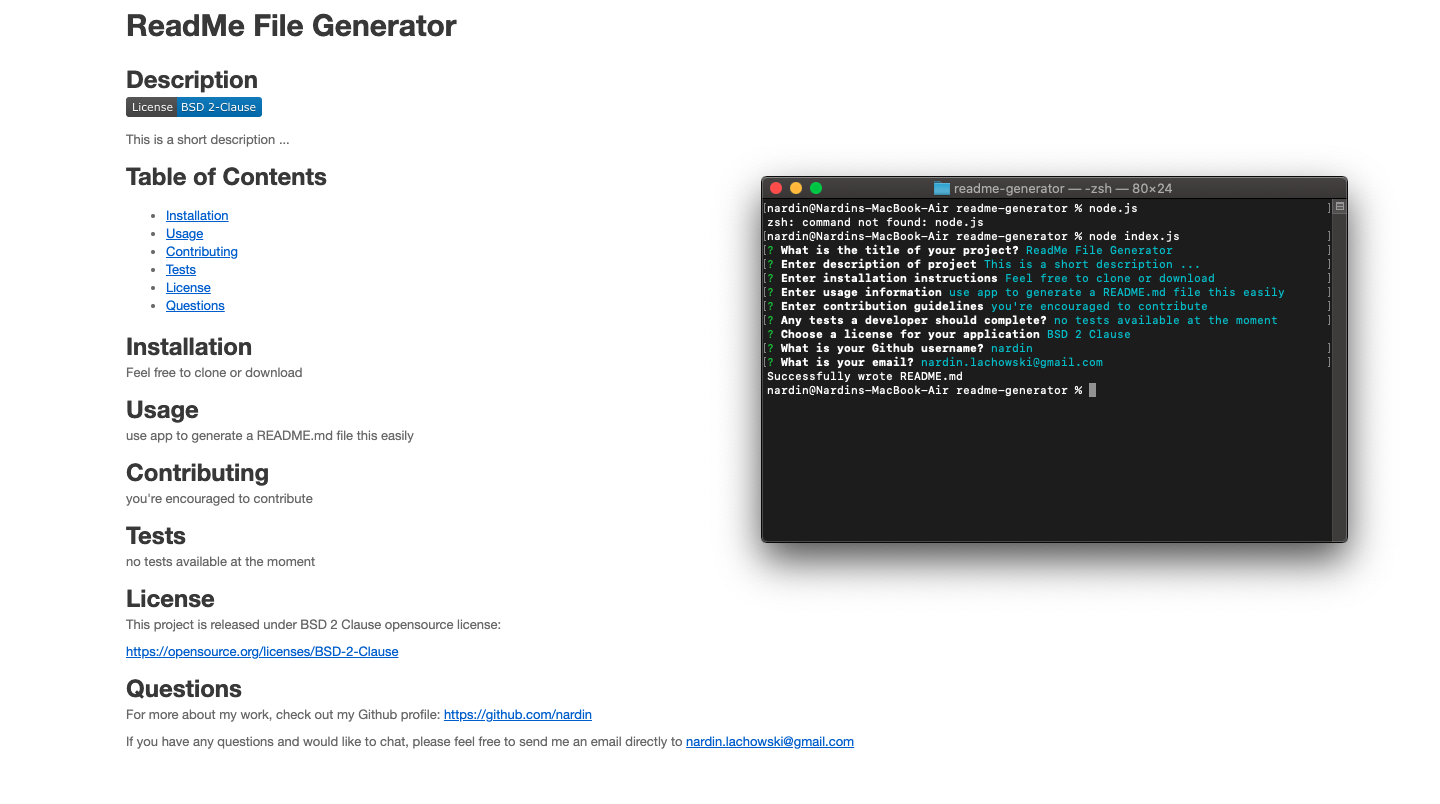 ReadMe File Generator
Description
License BSD 2-Clause
This is a short description ...
Table of Contents
Installation
Usage
Contributing
Tests
License
Questions
Installation
Feel free to clone or download
Usage
use app to generate a README.md file this easily
Contributing
you're encouraged to contribute
Tests
no tests available at the moment
License
This project is released under BSD 2 Clause opensource license:
https://opensource.org/licenses/BSD-2-Clause
Questions
For more about my work, check out my Github profile: https://github.com/nardin
If you have any questions and would like to chat, please feel free to send me an email directly to nardin.lachowski@gmail.com
readme-generator — -zsh — 80×24
[nardin@Nardins-MacBook-Air readme-generator % node.js ]
zsh: command not found: node.js
[nardin@Nardins-MacBook-Air readme-generator % node index.js ]
[? What is the title of your project? ReadMe File Generator ]
[? Enter description of project This is a short description ... ]
[? Enter installation instructions Feel free to clone or download ]
[? Enter usage information use app to generate a README.md file this easily ]
[? Enter contribution guidelines you're encouraged to contribute ]
[? Any tests a developer should complete? no tests available at the moment ]
? Choose a license for your application BSD 2 Clause
[? What is your Github username? nardin ]
[? What is your email? nardin.lachowski@gmail.com ]
Successfully wrote README.md
nardin@Nardins-MacBook-Air readme-generator %